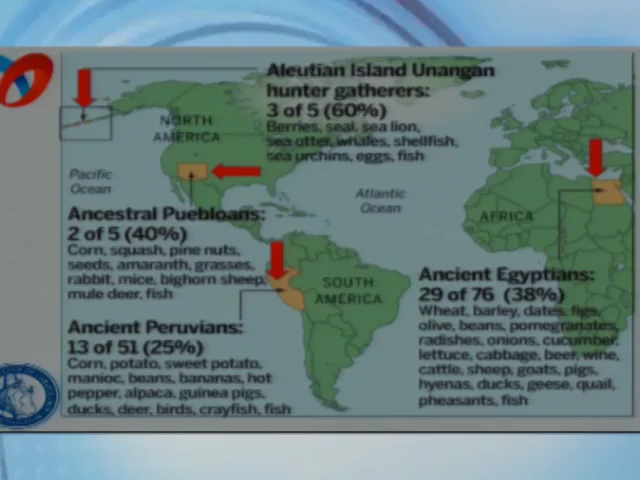 Aleutian Island Unangan
hunter gatherers:
3 of 5 (60%)
Berries, seal, sea lion,
sea otter, whales, shellfish,
sea urchins, eggs, fish
NORTH
AMERICA
Pacific
Ocean
Atlantic
Ocean
AFRICA
Ancestral Puebloans:
2 of 5 (40%)
Corn, squash, pine nuts,
seeds, amaranth, grasses,
rabbit, mice, bighorn sheep,
mule deer, fish
SOUTH
AMERICA
Ancient Egyptians:
29 of 76 (38%)
Wheat, barley, dates, figs,
olive, beans, pomegranates,
radishes, onions, cucumber,
lettuce, cabbage, beer, wine,
cattle, sheep, goats, pigs,
hyenas, ducks, geese, quail,
pheasants, fish
Ancient Peruvians:
13 of 51 (25%)
Corn, potato, sweet potato,
manioc, beans, bananas, hot
pepper, alpaca, guinea pigs,
ducks, deer, birds, crayfish, fish